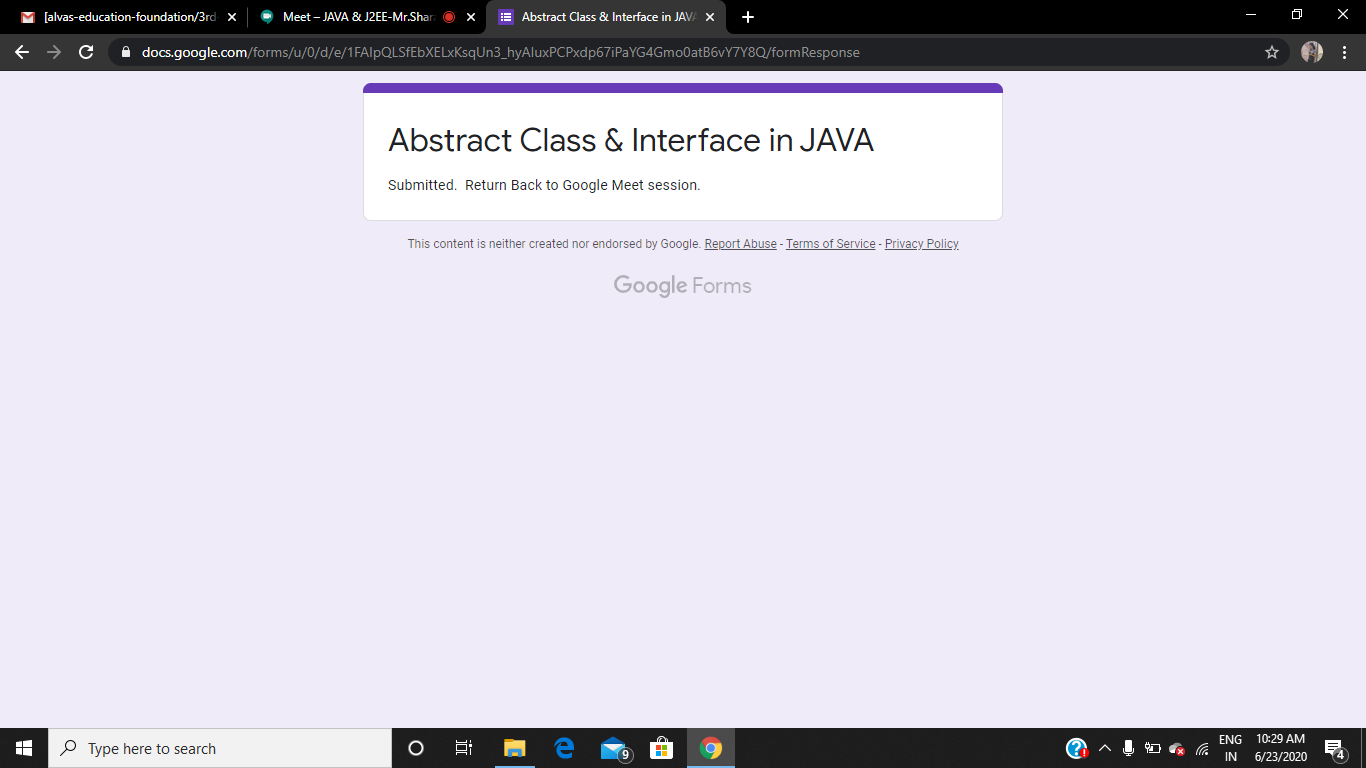 [alvas-education-foundation/3rd
Meet – JAVA & J2EE-Mr.Shar
Abstract Class & Interface in JAVA
docs.google.com/forms/u/0/d/e/1FAIpQLSfEbXELxKsqUn3_hyAIuxPCPxdp67iPaYG4Gmo0atB6vY7Y8Q/formResponse
Abstract Class & Interface in JAVA
Submitted. Return Back to Google Meet session.
This content is neither created nor endorsed by Google. Report Abuse - Terms of Service - Privacy Policy
Google Forms
Type here to search
9
ENG
IN
10:29 AM
6/23/2020
4